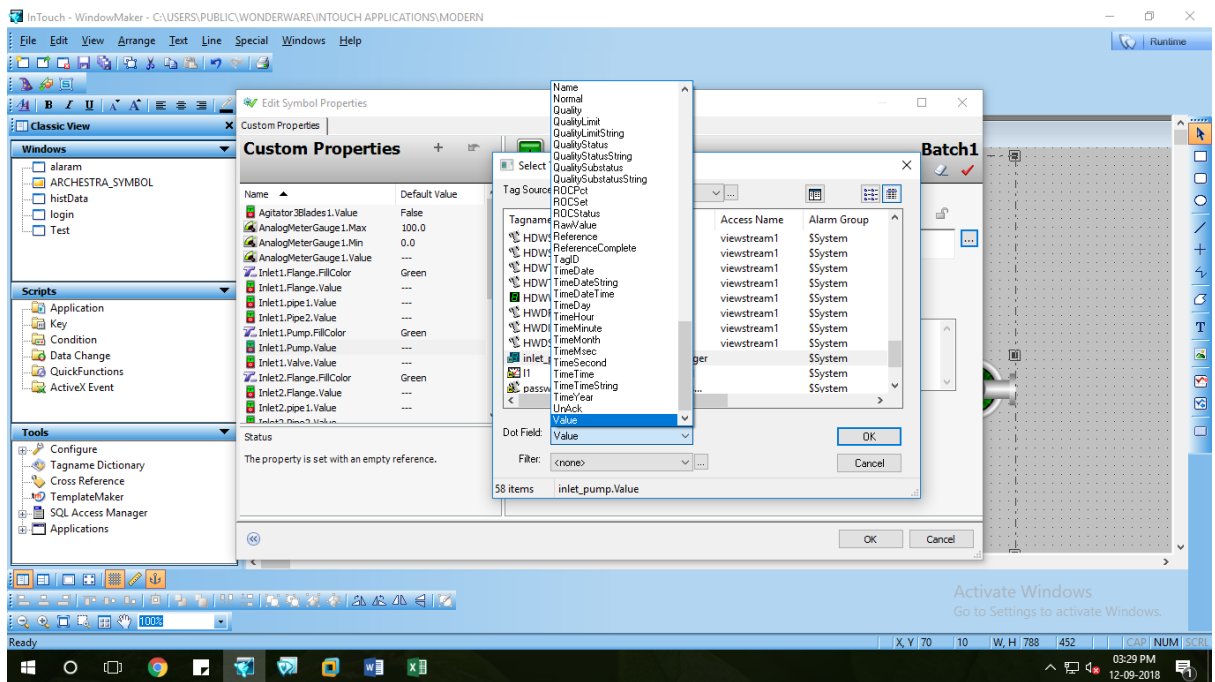 InTouch - WindowMaker - C:\USERS\PUBLIC\WONDERWARE\INTOUCH APPLICATIONS\MODERN
File Edit View Arrange Text Line Special Windows Help
Runtime
Classic View
Windows
alaram
ARCHESTRA_SYMBOL
histData
login
Test
Scripts
Application
Key
Condition
Data Change
QuickFunctions
ActiveX Event
Tools
Configure
Tagname Dictionary
Cross Reference
TemplateMaker
SQL Access Manager
Applications
Edit Symbol Properties
Custom Properties
Custom Properties
Batch1
Name Default Value
Agitator3Blades1.Value False
AnalogMeterGauge1.Max 100.0
AnalogMeterGauge1.Min 0.0
AnalogMeterGauge1.Value ---
Inlet1.Flange.FillColor Green
Inlet1.Flange.Value ---
Inlet1.pipe1.Value ---
Inlet1.Pipe2.Value ---
Inlet1.Pump.FillColor Green
Inlet1.Pump.Value ---
Inlet1.Valve.Value ---
Inlet2.Flange.FillColor Green
Inlet2.Flange.Value ---
Inlet2.pipe1.Value ---
Inlet2.Pipe2.Value ---
Status
The property is set with an empty reference.
Select
Tag Source
Tagname Access Name Alarm Group
viewstream1 $System
viewstream1 $System
viewstream1 $System
viewstream1 $System
viewstream1 $System
viewstream1 $System
viewstream1 $System
viewstream1 $System
$System
I1 $System
$System
Name
Normal
Quality
QualityLimit
QualityLimitString
QualityStatus
QualityStatusString
QualitySubstatus
QualitySubstatusString
ROCPct
ROCSet
ROCStatus
RawValue
Reference
ReferenceComplete
TagID
TimeDate
TimeDateString
TimeDateTime
TimeDay
TimeHour
TimeMinute
TimeMonth
TimeMsec
TimeSecond
TimeTime
TimeTimeString
TimeYear
UnAck
Value
Dot Field: Value OK
Filter: <none> ... Cancel
58 items inlet_pump.Value
OK Cancel
100%
Activate Windows
Go to Settings to activate Windows.
Ready X, Y 70 10 W, H 788 452 CAP NUM SCRL
03:29 PM
12-09-2018